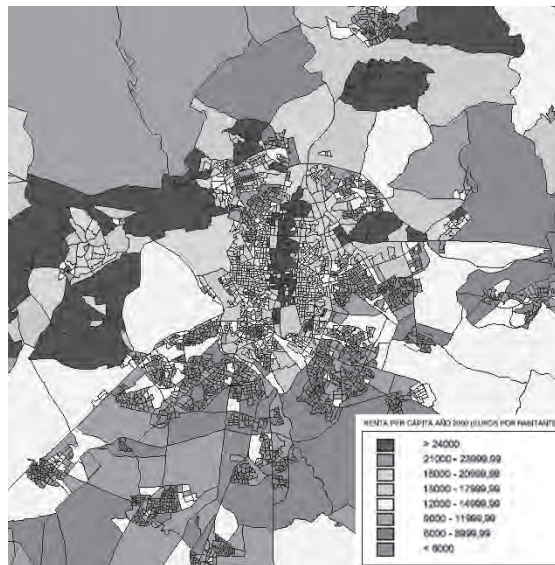 RENTA PER CÁPITA AÑO 2000 (EUROS POR HABITANTE
> 24000
21000 - 23999,99
18000 - 20999,99
15000 - 17999,99
12000 - 14999,99
9000 - 11999,99
6000 - 8999,99
< 6000